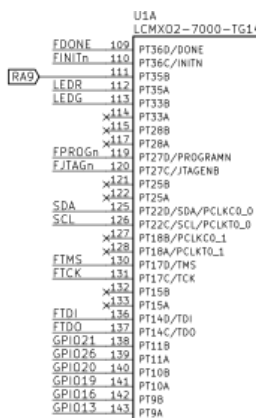 U1A
LCMXO2-7000-TG14
FDONE 109 PT36D/DONE
FINITn 110 PT36C/INITN
RA9 111 PT35B
LEDR 112 PT35A
LEDG 113 PT33B
114 PT33A
115 PT28B
117 PT28A
FPROGn 119 PT27D/PROGRAMN
FJTAGn 120 PT27C/JTAGENB
121 PT25B
122 PT25A
SDA 125 PT22D/SDA/PCLKC0_0
SCL 126 PT22C/SCL/PCLKT0_0
127 PT18B/PCLKC0_1
128 PT18A/PCLKT0_1
FTMS 130 PT17D/TMS
FTCK 131 PT17C/TCK
132 PT15B
133 PT15A
FTDI 136 PT14D/TDI
FTDO 137 PT14C/TDO
GPIO21 138 PT11B
GPIO26 139 PT11A
GPIO20 140 PT10B
GPIO19 141 PT10A
GPIO16 142 PT9B
GPIO13 143 PT9A